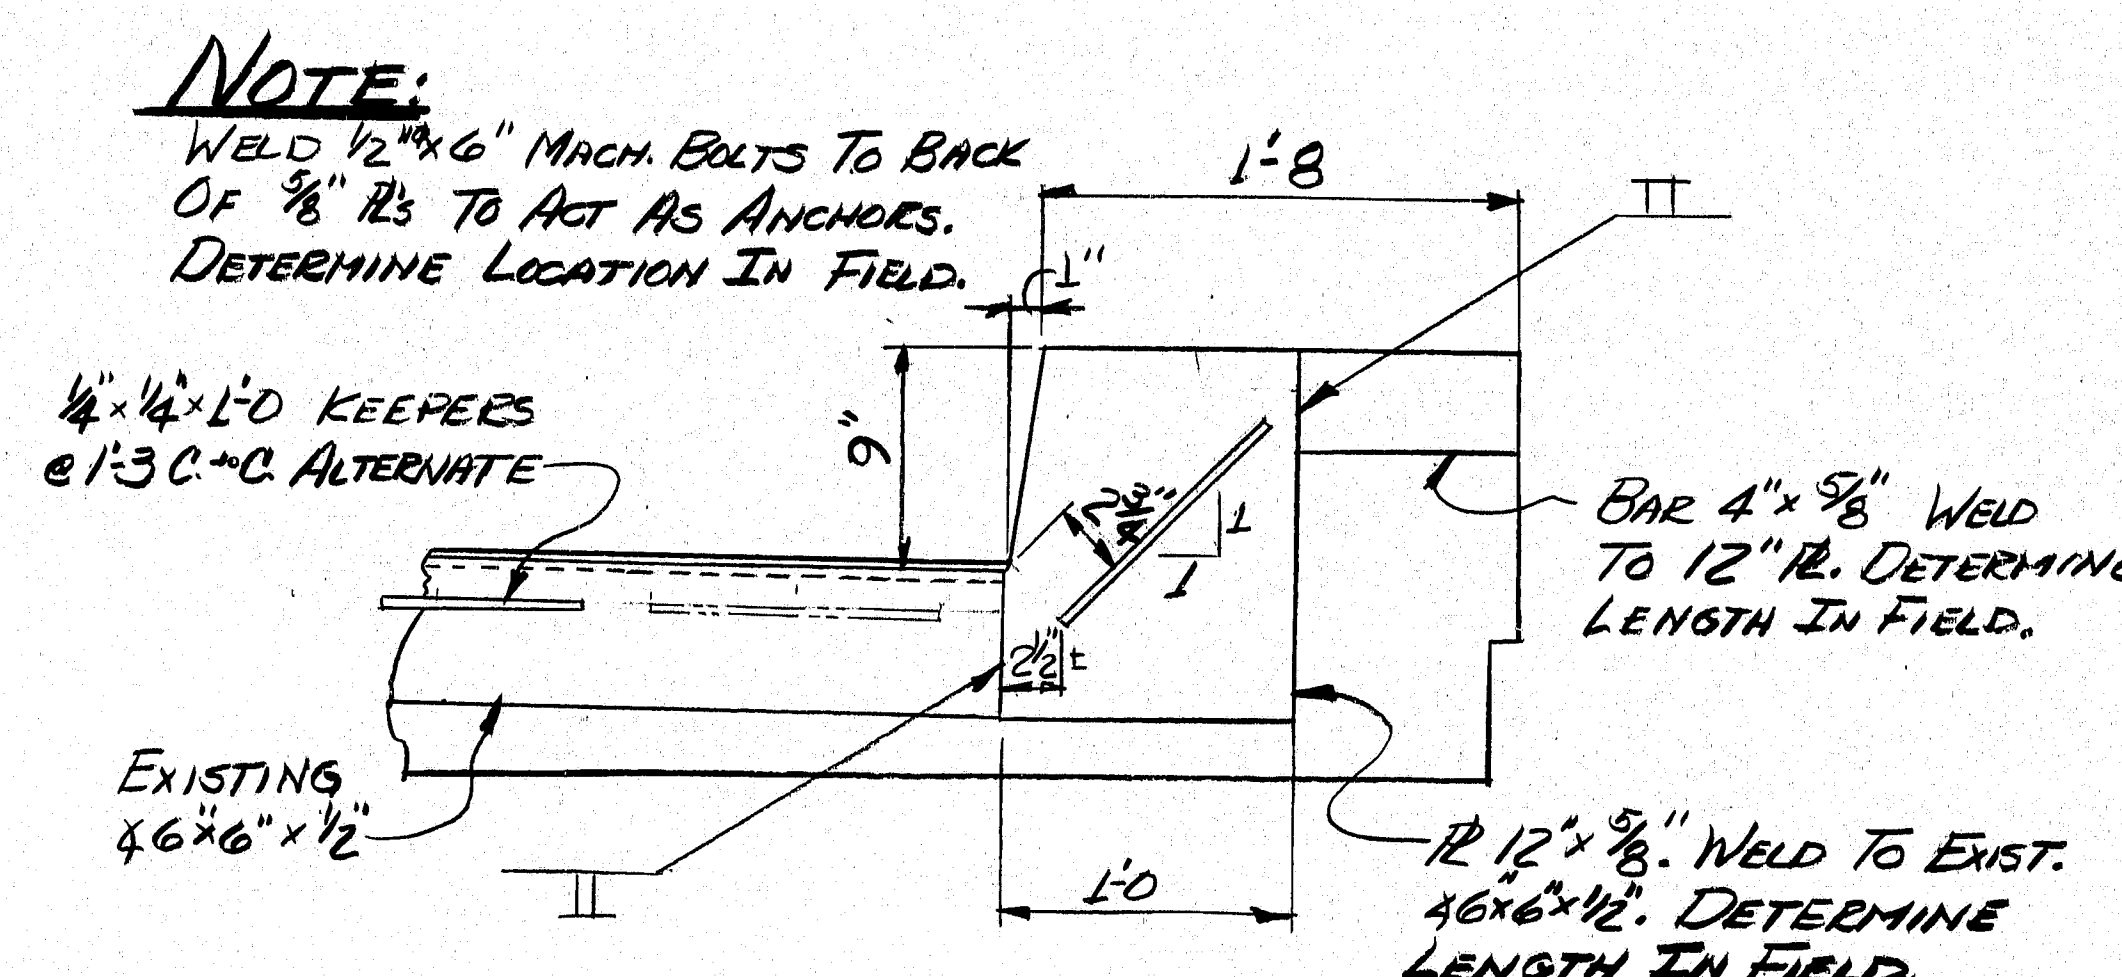 NOTE:
WELD 1/2"Ø x 6" MACH. BOLTS TO BACK
OF 5/8" PL's TO ACT AS ANCHORS.
DETERMINE LOCATION IN FIELD.
1'-8
1"
1/4" x 1/4" x 1'-0 KEEPERS
@ 1'-3 C. to C. ALTERNATE
9"
2 3/4"
1
1
BAR 4" x 5/8" WELD
TO 12" PL. DETERMINE
LENGTH IN FIELD.
2 1/2" ±
EXISTING
∡ 6" x 6" x 1/2"
1'-0
PL 12" x 5/8". WELD TO EXIST.
∡ 6" x 6" x 1/2". DETERMINE
LENGTH IN FIELD